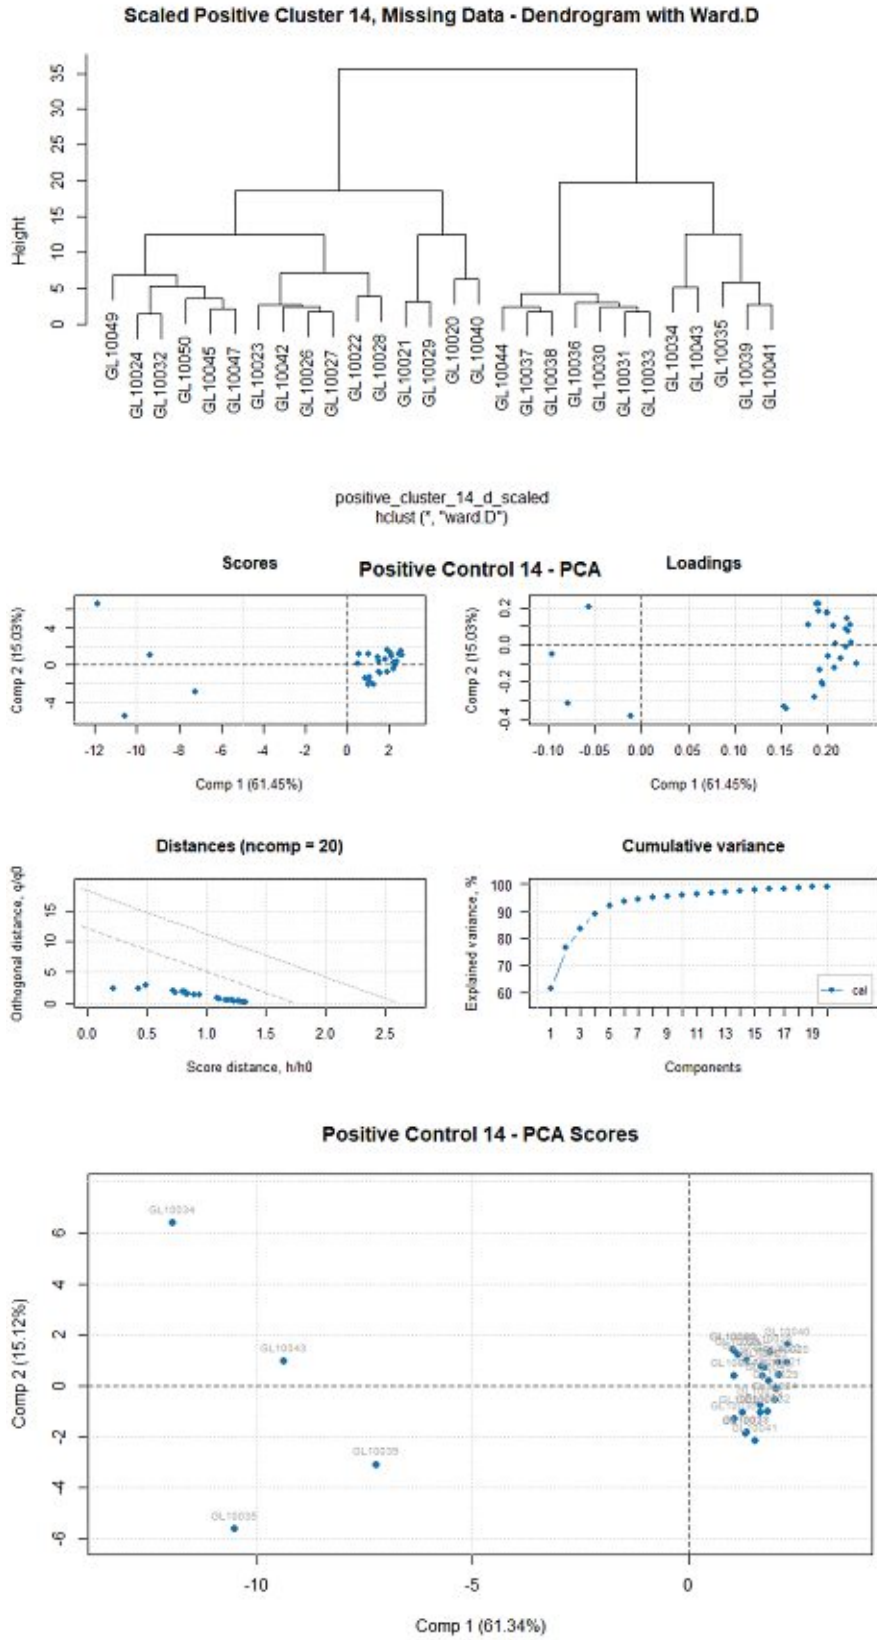 Scaled Positive Cluster 14, Missing Data - Dendrogram with Ward.D
Height
35
30
25
20
15
10
5
0
GL10049
GL10024
GL10032
GL10050
GL10045
GL10047
GL10023
GL10042
GL10026
GL10027
GL10022
GL10028
GL10021
GL10029
GL10020
GL10040
GL10044
GL10037
GL10038
GL10036
GL10030
GL10031
GL10033
GL10034
GL10043
GL10035
GL10039
GL10041
positive_cluster_14_d_scaled
hclust (*, "ward.D")
Positive Control 14 - PCA
Scores
Comp 2 (15.03%)
4
0
-4
-12 -10 -8 -6 -4 -2 0 2
Comp 1 (61.45%)
Loadings
Comp 2 (15.03%)
0.2
0.0
-0.2
-0.4
-0.10 -0.05 0.00 0.05 0.10 0.15 0.20
Comp 1 (61.45%)
Distances (ncomp = 20)
Orthogonal distance, q/q0
15
10
5
0
0.0 0.5 1.0 1.5 2.0 2.5
Score distance, h/h0
Cumulative variance
Explained variance, %
100
90
80
70
60
cal
1 3 5 7 9 11 13 15 17 19
Components
Positive Control 14 - PCA Scores
Comp 2 (15.12%)
6
4
2
0
-2
-4
-6
GL10034
GL10043
GL10039
GL10035
GL10040
-10 -5 0
Comp 1 (61.34%)